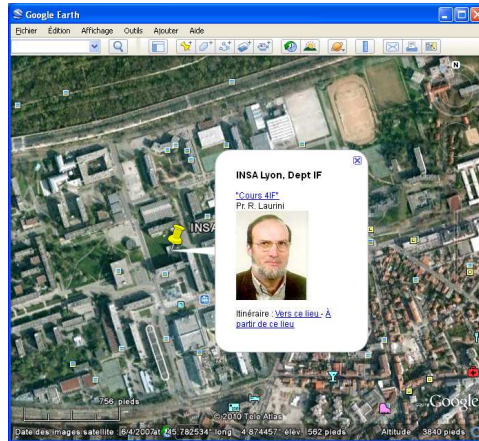 Google Earth
Fichier Édition Affichage Outils Ajouter Aide
N
INSA Lyon, Dept IF
"Cours 4IF"
Pr. R. Laurini
INSA
Itinéraire : Vers ce lieu - À
partir de ce lieu
756 pieds
©2010 Tele Atlas
Google
Date des images satellite : 6/4/2007 45.782534° long. 4.874457° élev. 562 pieds Altitude 3840 pieds